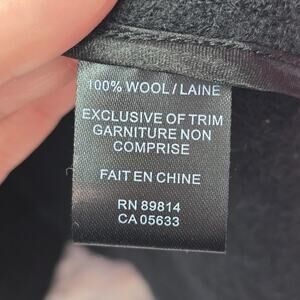 100% WOOL / LAINE
EXCLUSIVE OF TRIM
GARNITURE NON
COMPRISE
FAIT EN CHINE
RN 89814
CA 05633